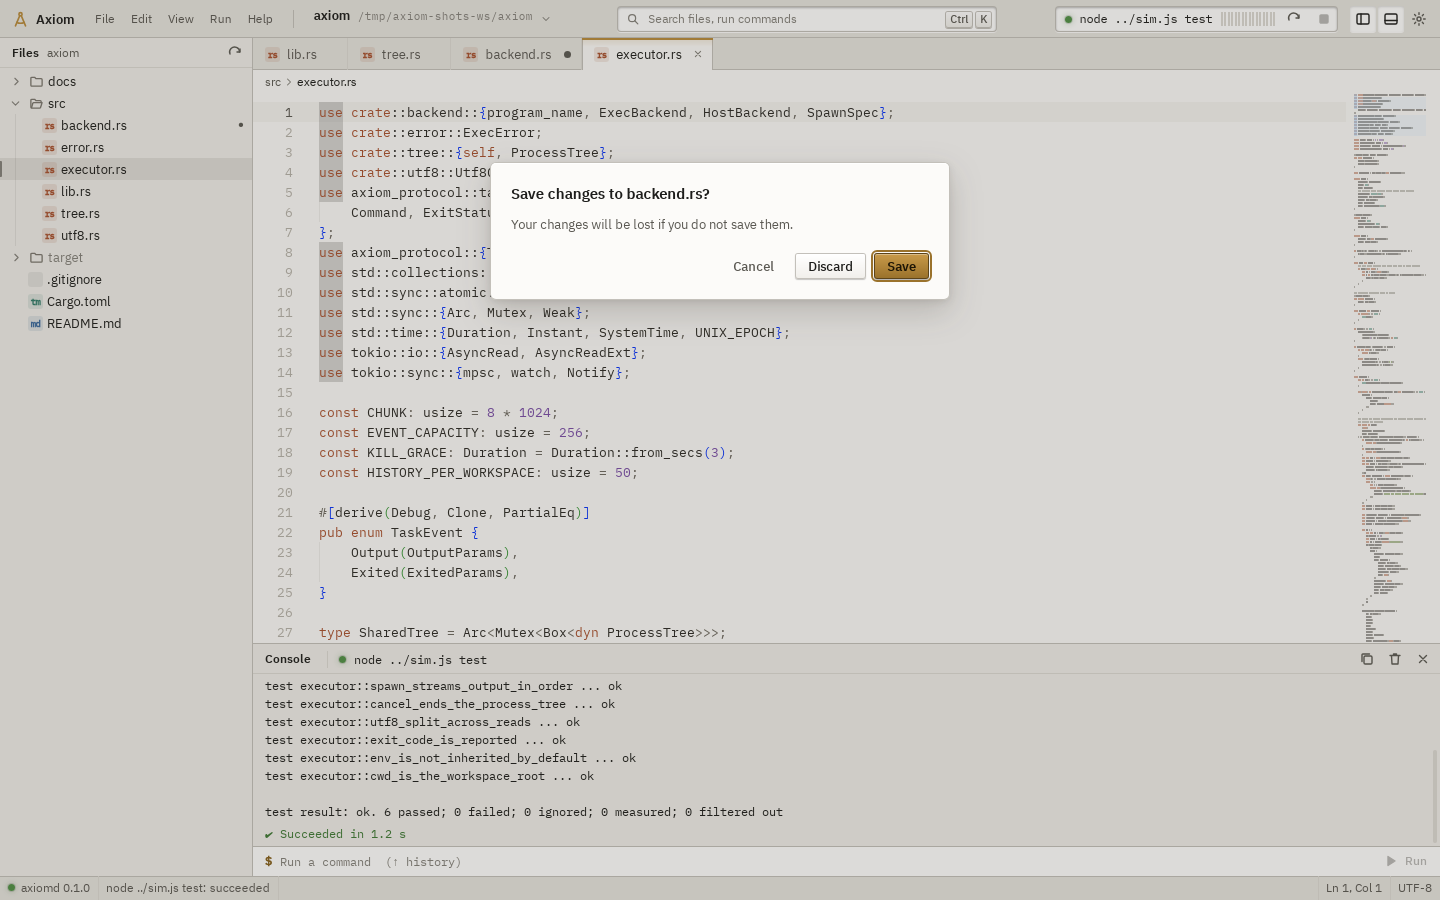 Axiom File Edit View Run Help axiom /tmp/axiom-shots-ws/axiom Search files, run commands Ctrl K node ../sim.js test
Files axiom
docs
src
rs backend.rs
rs error.rs
rs executor.rs
rs lib.rs
rs tree.rs
rs utf8.rs
target
.gitignore
tm Cargo.toml
md README.md
rs lib.rs rs tree.rs rs backend.rs rs executor.rs
src executor.rs
1 use crate::backend::{program_name, ExecBackend, HostBackend, SpawnSpec};
2 use crate::error::ExecError;
3 use crate::tree::{self, ProcessTree};
4 use crate::utf8::Utf8
5 use axiom_protocol::ta
6 Command, ExitStatu
7 };
8 use axiom_protocol::{
9 use std::collections:
10 use std::sync::atomic
11 use std::sync::{Arc, Mutex, Weak};
12 use std::time::{Duration, Instant, SystemTime, UNIX_EPOCH};
13 use tokio::io::{AsyncRead, AsyncReadExt};
14 use tokio::sync::{mpsc, watch, Notify};
15
16 const CHUNK: usize = 8 * 1024;
17 const EVENT_CAPACITY: usize = 256;
18 const KILL_GRACE: Duration = Duration::from_secs(3);
19 const HISTORY_PER_WORKSPACE: usize = 50;
20
21 #[derive(Debug, Clone, PartialEq)]
22 pub enum TaskEvent {
23 Output(OutputParams),
24 Exited(ExitedParams),
25 }
26
27 type SharedTree = Arc<Mutex<Box<dyn ProcessTree>>>;
Save changes to backend.rs?
Your changes will be lost if you do not save them.
Cancel Discard Save
Console node ../sim.js test
test executor::spawn_streams_output_in_order ... ok
test executor::cancel_ends_the_process_tree ... ok
test executor::utf8_split_across_reads ... ok
test executor::exit_code_is_reported ... ok
test executor::env_is_not_inherited_by_default ... ok
test executor::cwd_is_the_workspace_root ... ok
test result: ok. 6 passed; 0 failed; 0 ignored; 0 measured; 0 filtered out
✔ Succeeded in 1.2 s
$ Run a command (↑ history) Run
axiomd 0.1.0 node ../sim.js test: succeeded Ln 1, Col 1 UTF-8